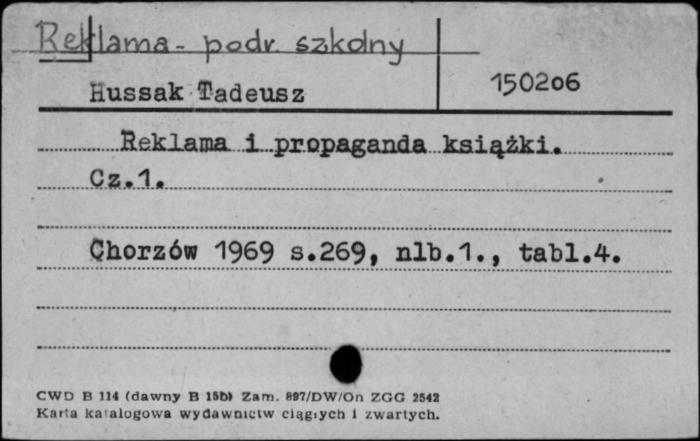 Reklama - podr. szkolny
Hussak Tadeusz
150206
Reklama i propaganda książki.
Cz.1.
Chorzów 1969 s.269, nlb.1., tabl.4.
CWD B 114 (dawny B 15b) Zam. 897/DW/On ZGG 2542
Karta katalogowa wydawnictw ciągłych i zwartych.